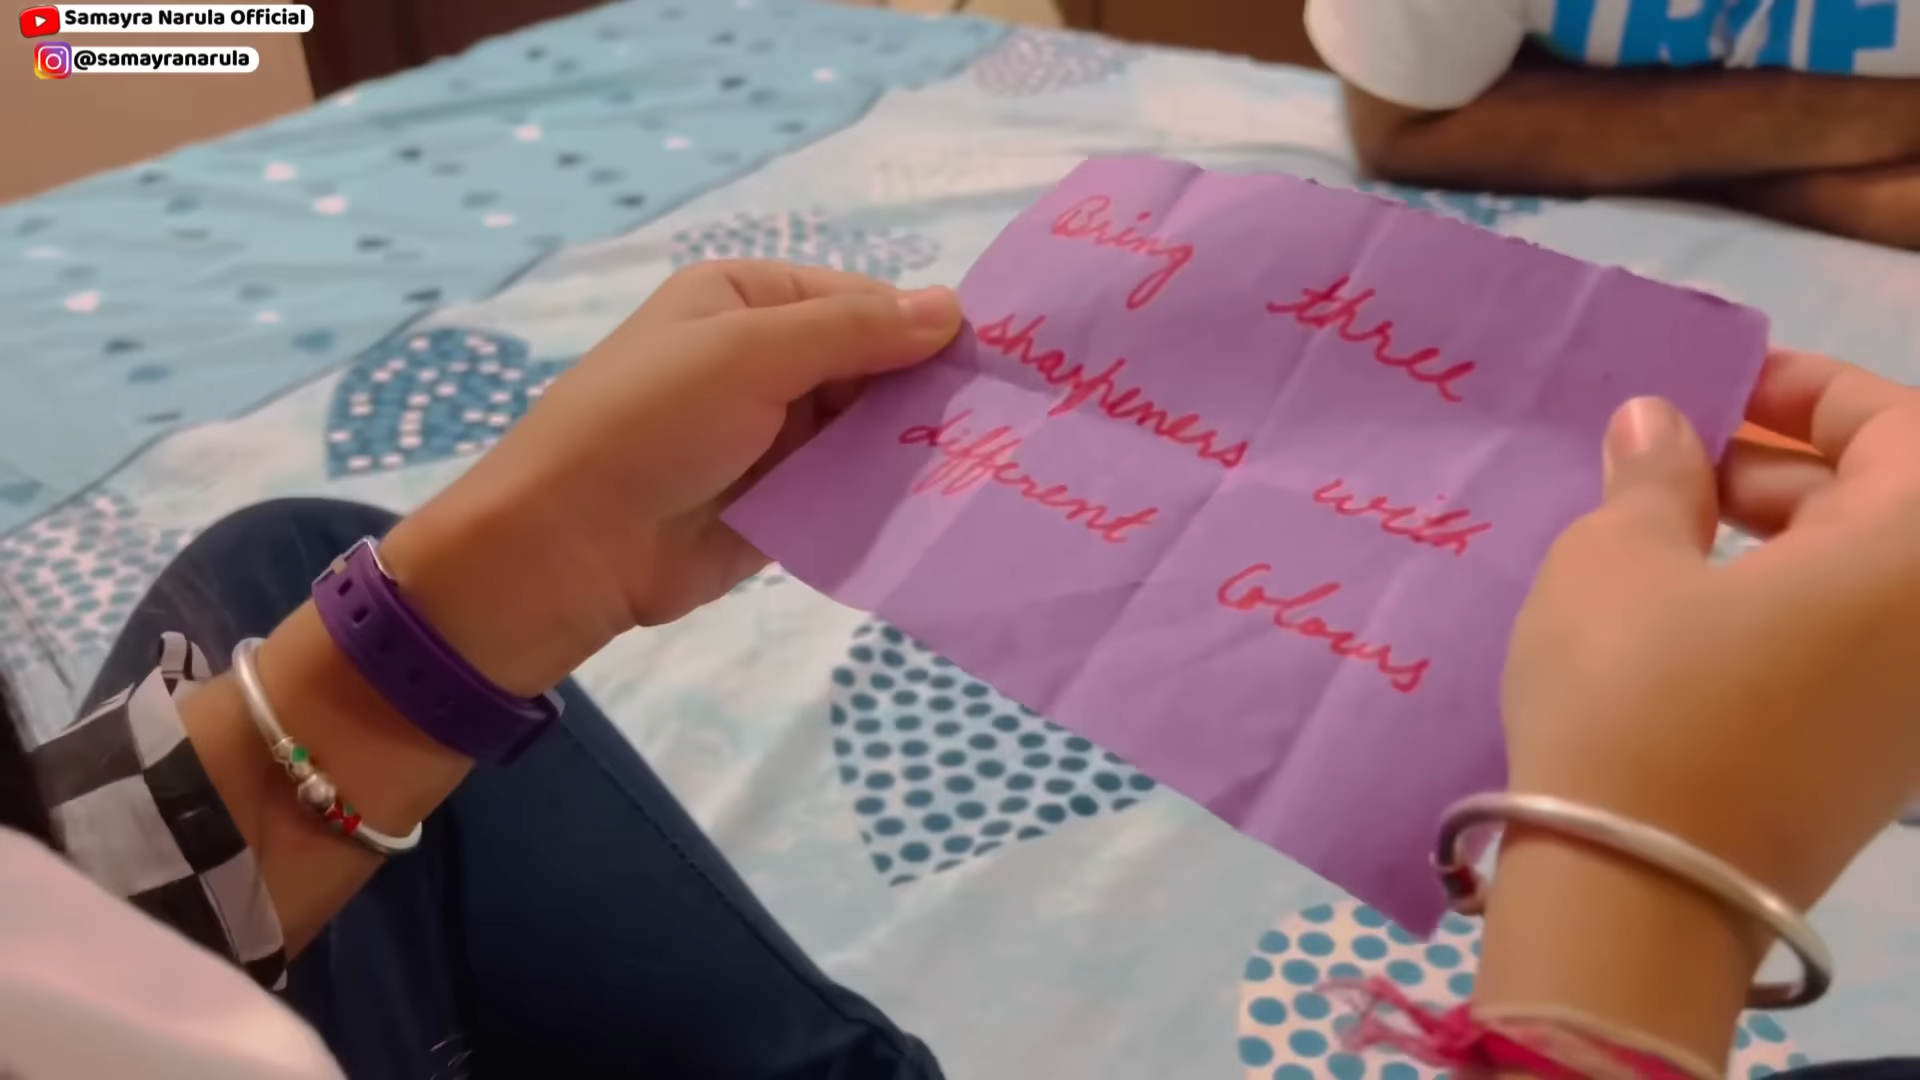 Samayra Narula Official
@samayranarula
Bring three
sharpeners with
different Colours